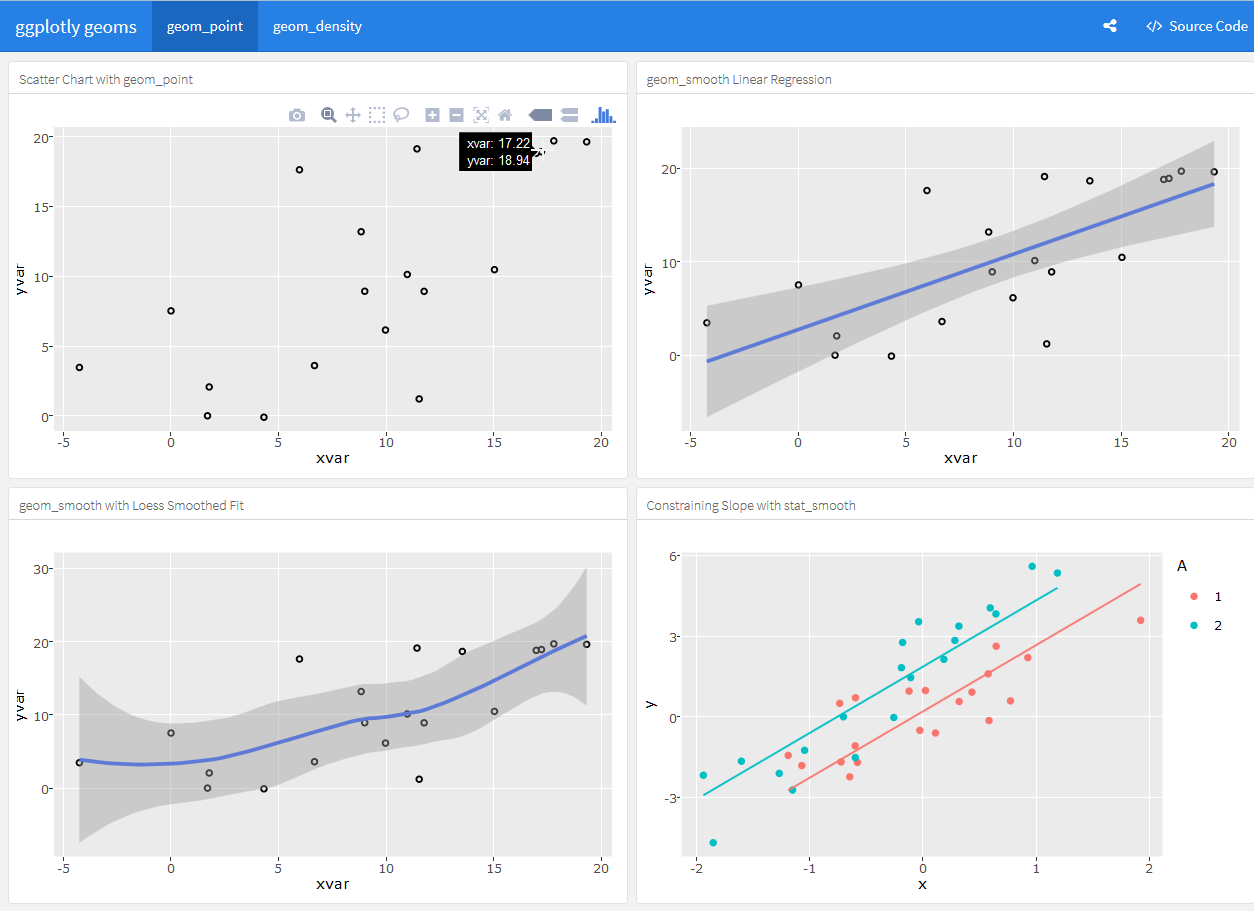 ggplotly geoms geom_point geom_density Source Code
Scatter Chart with geom_point
xvar: 17.22
yvar: 18.94
20
15
10
5
0
yvar
-5 0 5 10 15 20
xvar
geom_smooth Linear Regression
20
10
0
yvar
-5 0 5 10 15 20
xvar
geom_smooth with Loess Smoothed Fit
30
20
10
0
yvar
-5 0 5 10 15 20
xvar
Constraining Slope with stat_smooth
6
3
0
-3
y
-2 -1 0 1 2
x
A
1
2